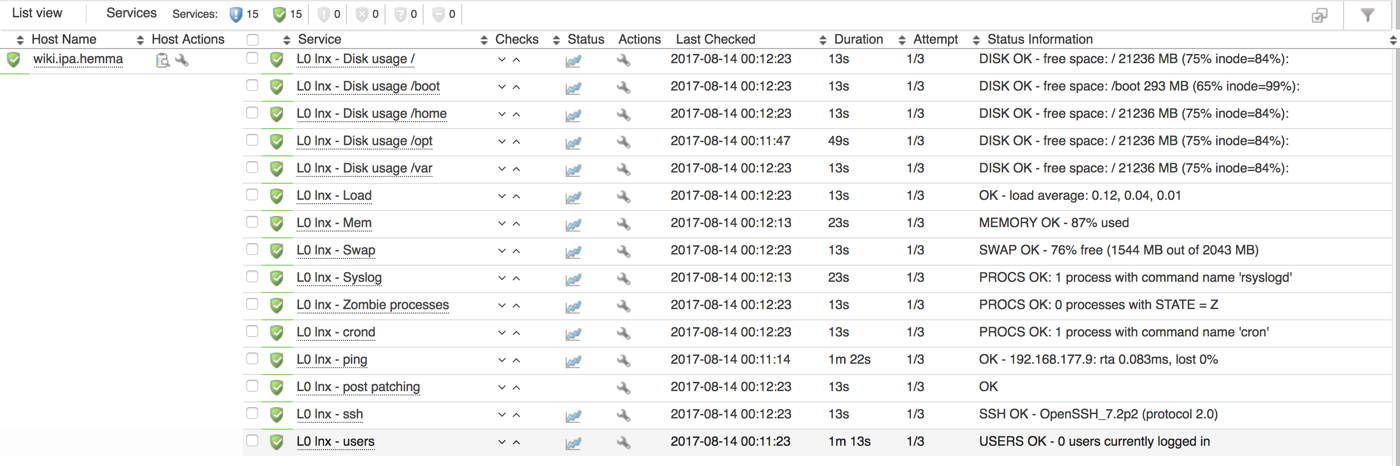 List view Services Services: 15 15 0 0 0 0
Host Name Host Actions Service Checks Status Actions Last Checked Duration Attempt Status Information
wiki.ipa.hemma L0 lnx - Disk usage / 2017-08-14 00:12:23 13s 1/3 DISK OK - free space: / 21236 MB (75% inode=84%):
L0 lnx - Disk usage /boot 2017-08-14 00:12:23 13s 1/3 DISK OK - free space: /boot 293 MB (65% inode=99%):
L0 lnx - Disk usage /home 2017-08-14 00:12:23 13s 1/3 DISK OK - free space: / 21236 MB (75% inode=84%):
L0 lnx - Disk usage /opt 2017-08-14 00:11:47 49s 1/3 DISK OK - free space: / 21236 MB (75% inode=84%):
L0 lnx - Disk usage /var 2017-08-14 00:12:23 13s 1/3 DISK OK - free space: / 21236 MB (75% inode=84%):
L0 lnx - Load 2017-08-14 00:12:23 13s 1/3 OK - load average: 0.12, 0.04, 0.01
L0 lnx - Mem 2017-08-14 00:12:13 23s 1/3 MEMORY OK - 87% used
L0 lnx - Swap 2017-08-14 00:12:23 13s 1/3 SWAP OK - 76% free (1544 MB out of 2043 MB)
L0 lnx - Syslog 2017-08-14 00:12:13 23s 1/3 PROCS OK: 1 process with command name 'rsyslogd'
L0 lnx - Zombie processes 2017-08-14 00:12:23 13s 1/3 PROCS OK: 0 processes with STATE = Z
L0 lnx - crond 2017-08-14 00:12:23 13s 1/3 PROCS OK: 1 process with command name 'cron'
L0 lnx - ping 2017-08-14 00:11:14 1m 22s 1/3 OK - 192.168.177.9: rta 0.083ms, lost 0%
L0 lnx - post patching 2017-08-14 00:12:23 13s 1/3 OK
L0 lnx - ssh 2017-08-14 00:12:23 13s 1/3 SSH OK - OpenSSH_7.2p2 (protocol 2.0)
L0 lnx - users 2017-08-14 00:11:23 1m 13s 1/3 USERS OK - 0 users currently logged in